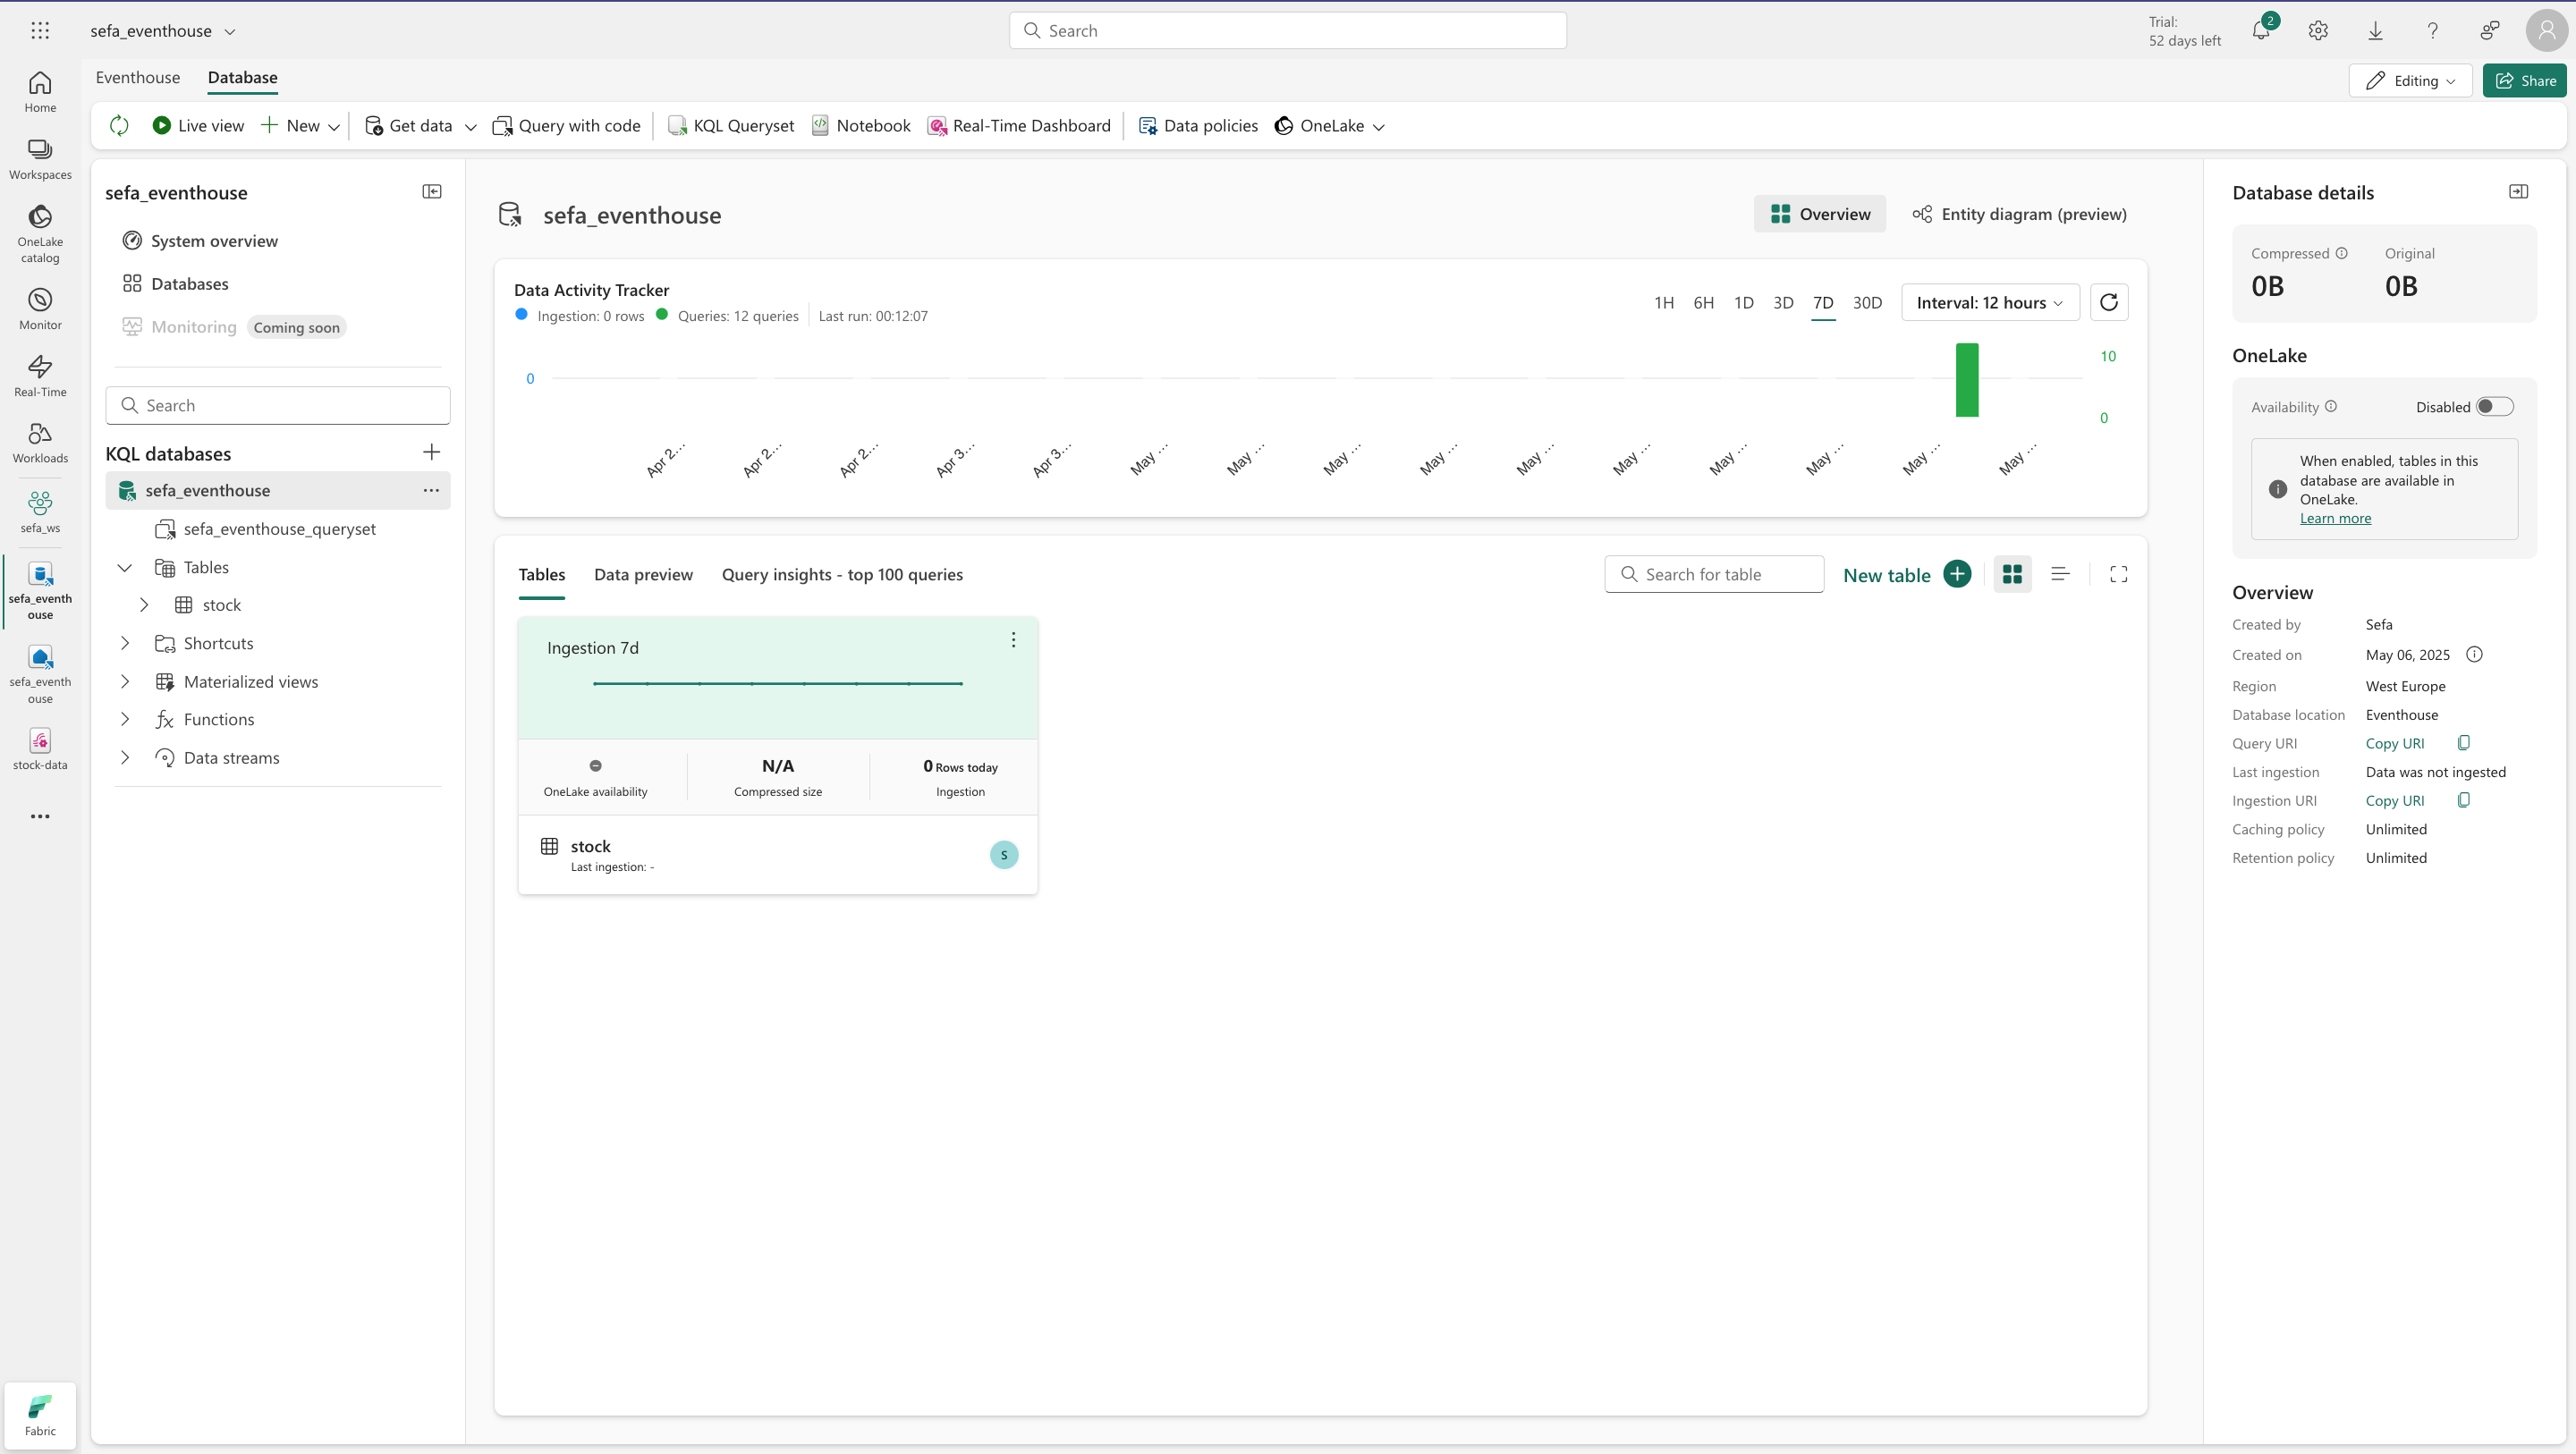 sefa_eventhouse
Search
Trial:
52 days left
2
Eventhouse
Database
Editing
Share
Live view
New
Get data
Query with code
KQL Queryset
Notebook
Real-Time Dashboard
Data policies
OneLake
Home
Workspaces
OneLake
catalog
Monitor
Real-Time
Workloads
sefa_ws
sefa_eventh
ouse
sefa_eventh
ouse
stock-data
Fabric
sefa_eventhouse
System overview
Databases
Monitoring Coming soon
Search
KQL databases
sefa_eventhouse
sefa_eventhouse_queryset
Tables
stock
Shortcuts
Materialized views
Functions
Data streams
sefa_eventhouse
Overview
Entity diagram (preview)
Data Activity Tracker
Ingestion: 0 rows Queries: 12 queries Last run: 00:12:07
1H 6H 1D 3D 7D 30D Interval: 12 hours
0
10
0
Apr 2... Apr 2... Apr 2... Apr 3... Apr 3... May ... May ... May ... May ... May ... May ... May ... May ... May ... May ...
Tables Data preview Query insights - top 100 queries
Search for table
New table
Ingestion 7d
N/A
0 Rows today
OneLake availability
Compressed size
Ingestion
stock
Last ingestion: -
S
Database details
Compressed Original
0B 0B
OneLake
Availability Disabled
When enabled, tables in this
database are available in
OneLake.
Learn more
Overview
Created by Sefa
Created on May 06, 2025
Region West Europe
Database location Eventhouse
Query URI Copy URI
Last ingestion Data was not ingested
Ingestion URI Copy URI
Caching policy Unlimited
Retention policy Unlimited